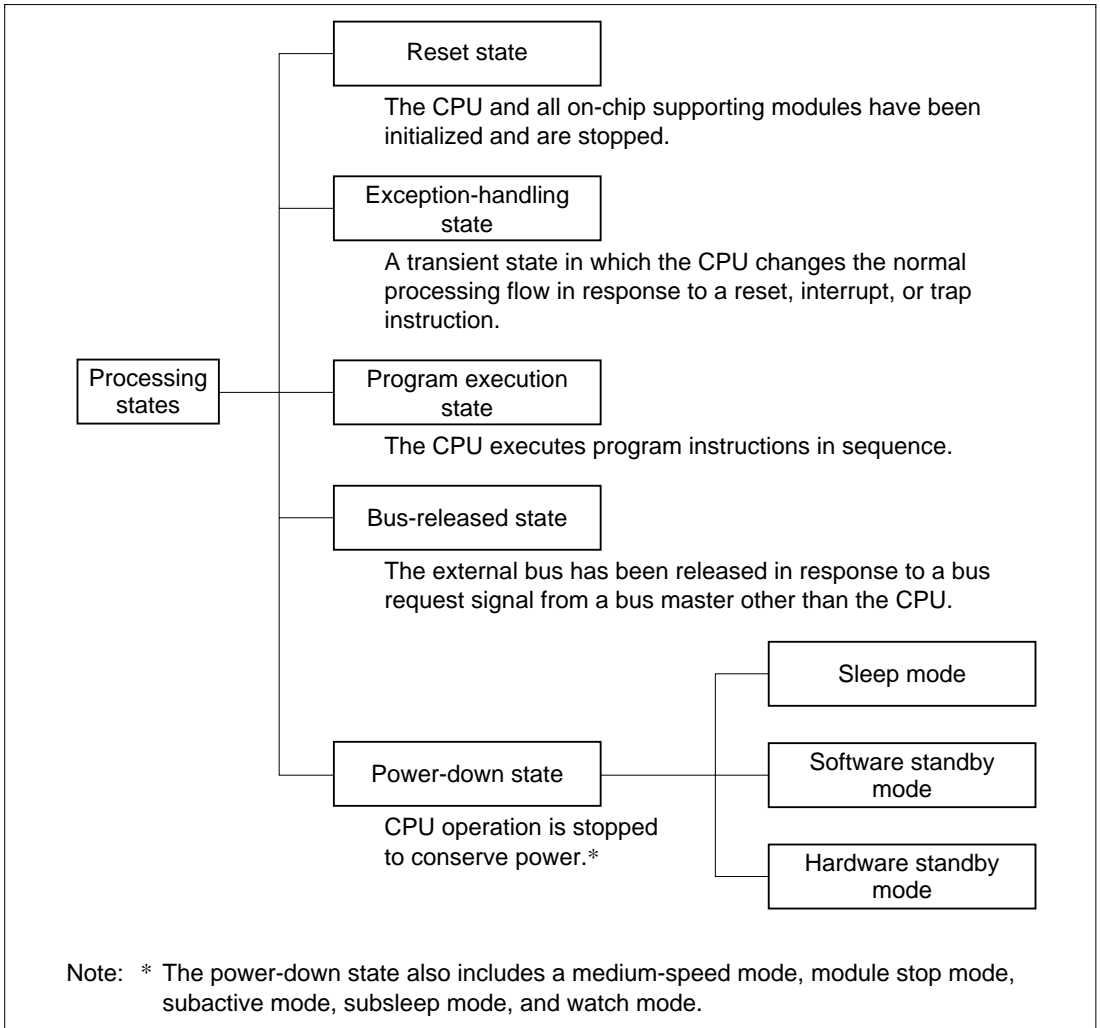 Reset state
The CPU and all on-chip supporting modules have been
initialized and are stopped.
Exception-handling
state
A transient state in which the CPU changes the normal
processing flow in response to a reset, interrupt, or trap
instruction.
Processing
states
Program execution
state
The CPU executes program instructions in sequence.
Bus-released state
The external bus has been released in response to a bus
request signal from a bus master other than the CPU.
Sleep mode
Power-down state
Software standby
mode
CPU operation is stopped
to conserve power.*
Hardware standby
mode
Note: * The power-down state also includes a medium-speed mode, module stop mode,
subactive mode, subsleep mode, and watch mode.